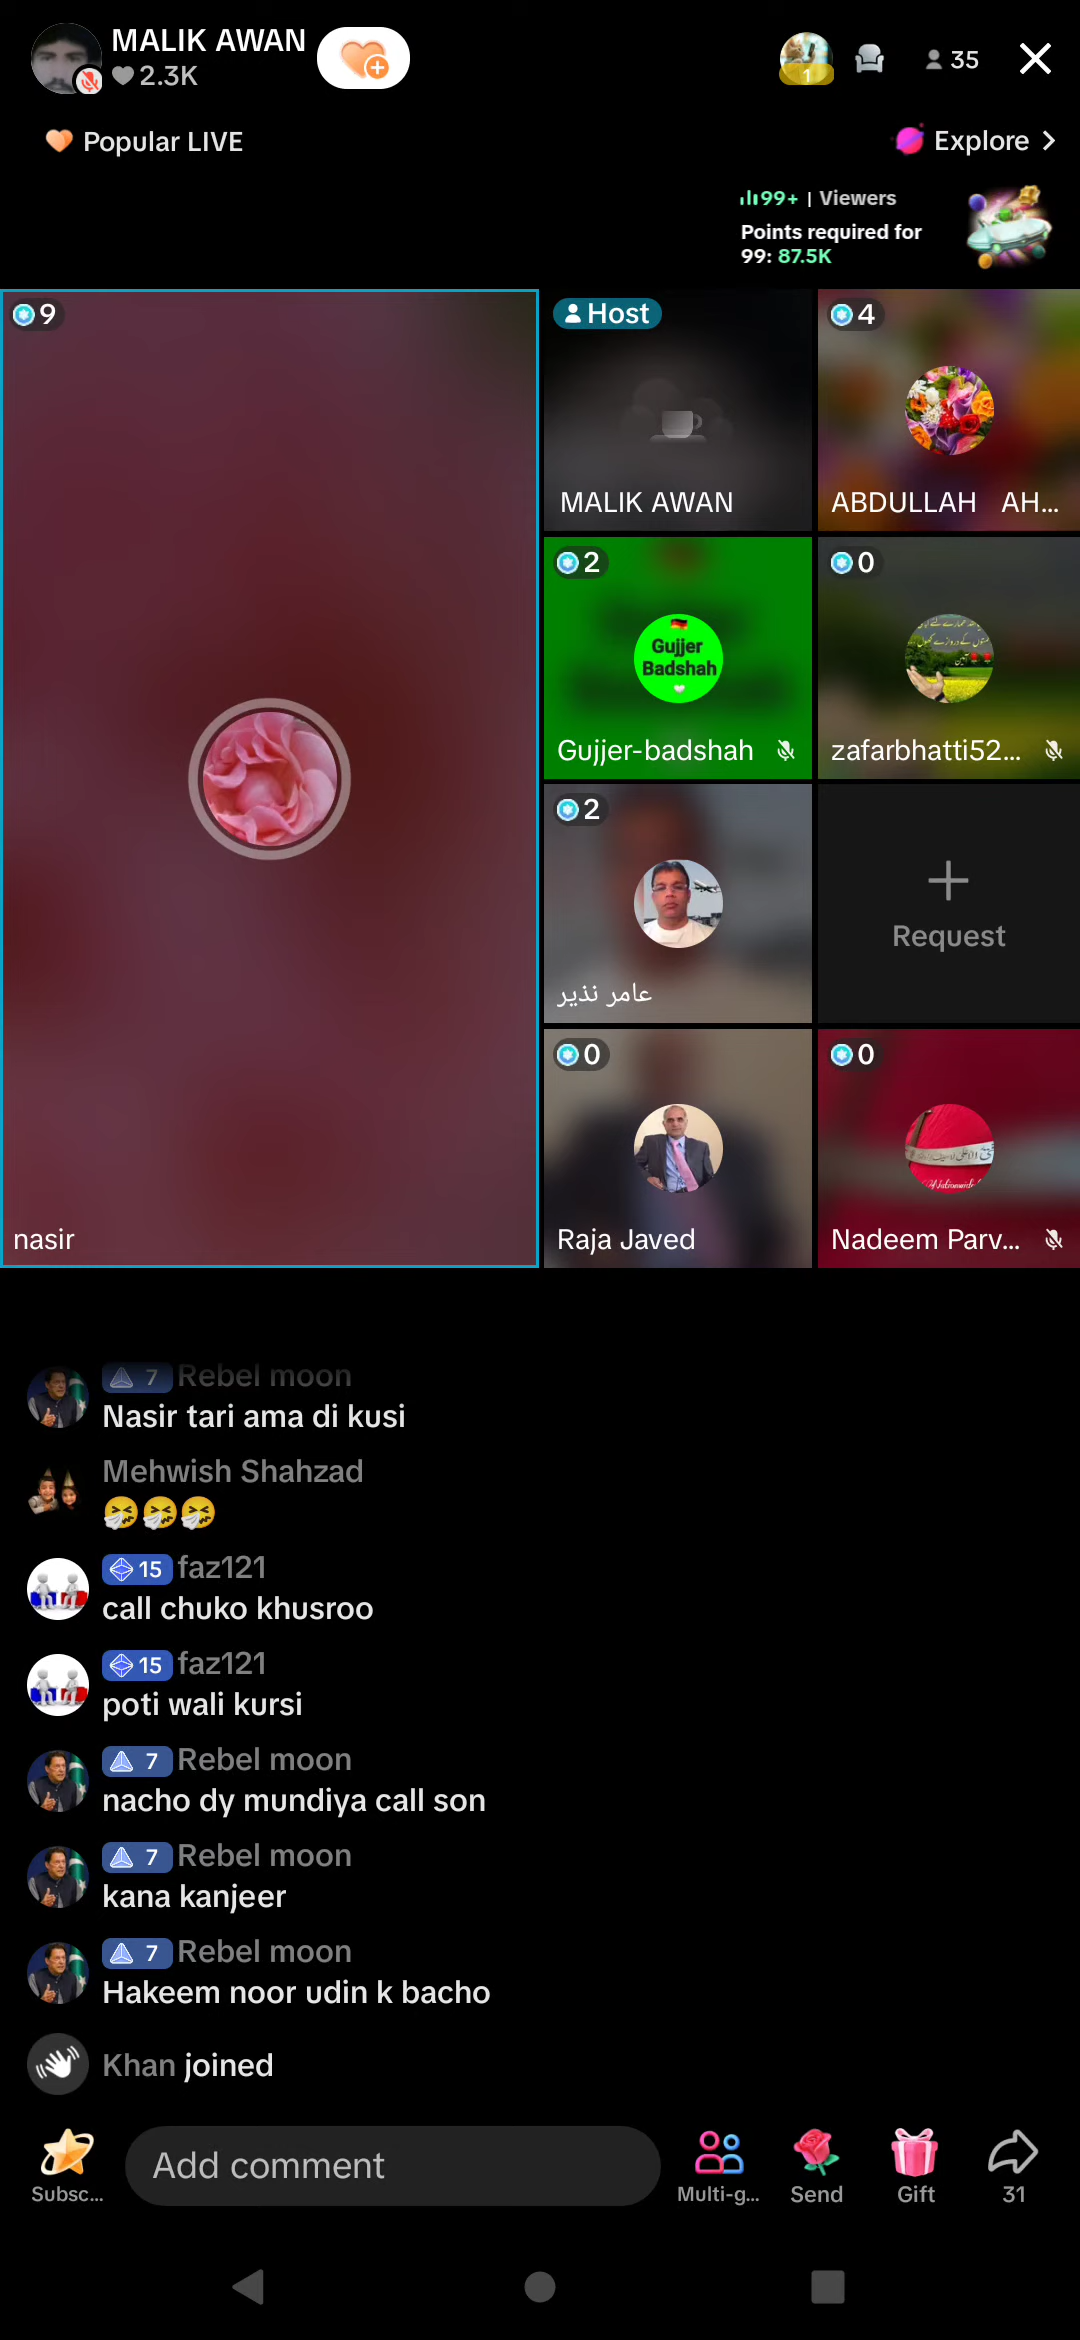 MALIK AWAN
2.3K
1
35
Popular LIVE
Explore
99+ | Viewers
Points required for
99: 87.5K
9
Host
4
MALIK AWAN
ABDULLAH AH...
2
0
Gujjer
Badshah
Gujjer-badshah
zafarbhatti52...
2
Request
عامر نذیر
0
0
nasir
Raja Javed
Nadeem Parv...
7 Rebel moon
Nasir tari ama di kusi
Mehwish Shahzad
🤧🤧🤧
15 faz121
call chuko khusroo
15 faz121
poti wali kursi
7 Rebel moon
nacho dy mundiya call son
7 Rebel moon
kana kanjeer
7 Rebel moon
Hakeem noor udin k bacho
Khan joined
Subsc...
Add comment
Multi-g...
Send
Gift
31